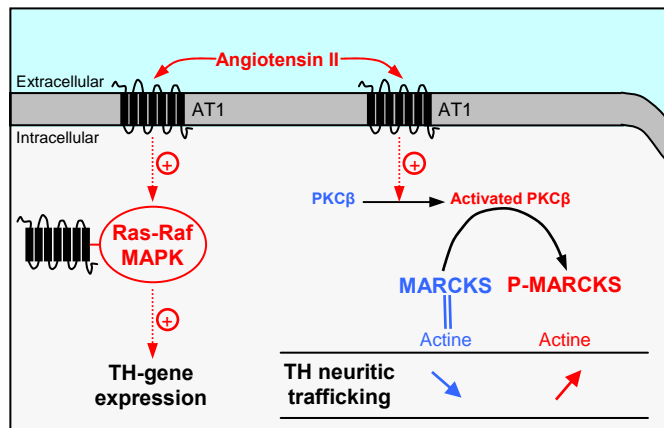 Angiotensin II
Extracellular
AT1
AT1
Intracellular
+
+
PKCβ
Activated PKCβ
Ras-Raf
MAPK
MARCKS
P-MARCKS
+
Actine
Actine
TH-gene
expression
TH neuritic
trafficking